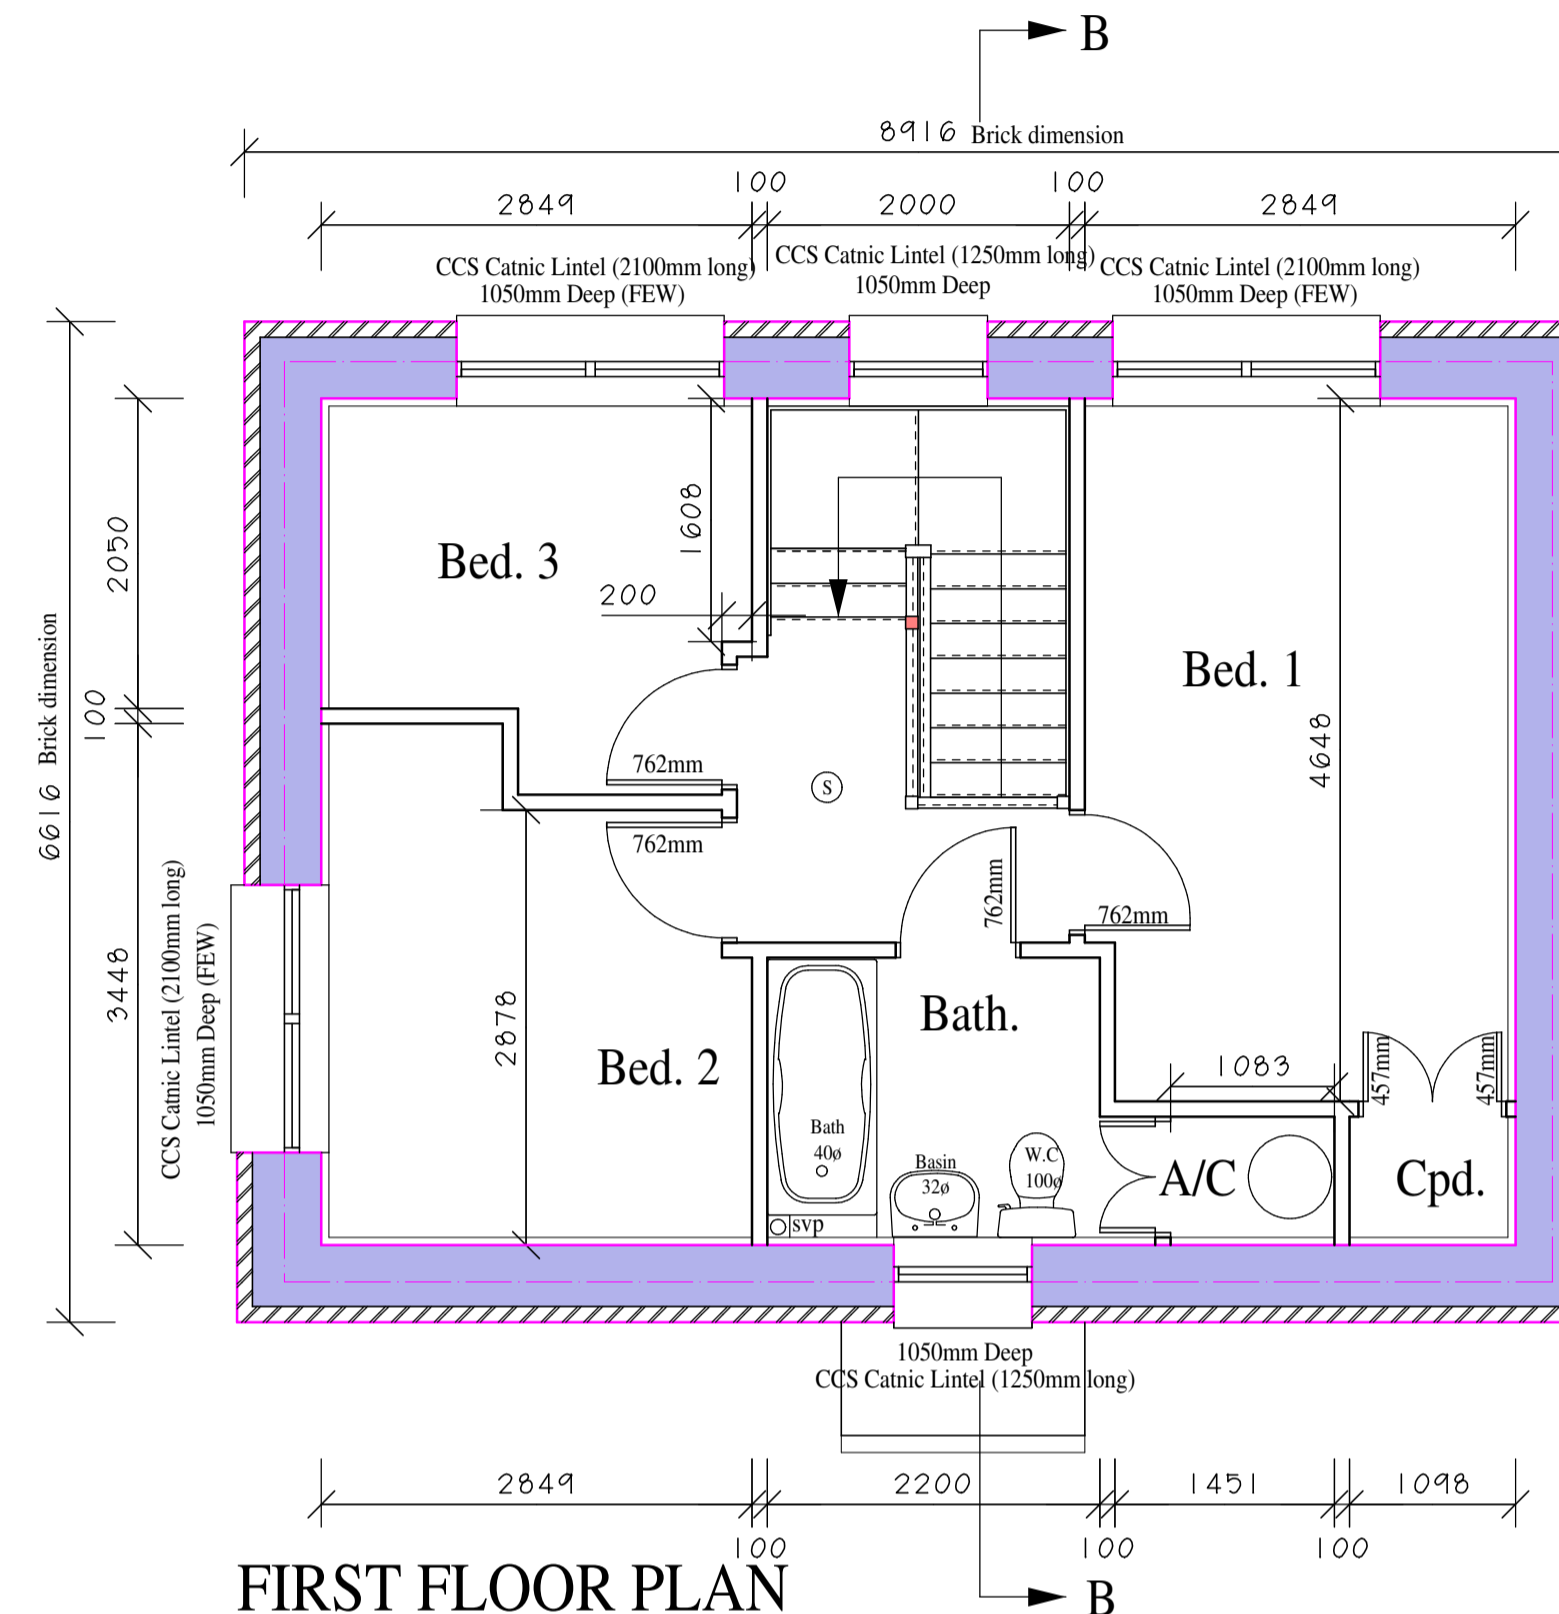 B
8916 Brick dimension
100
100
2849
2000
2849
CCS Catnic Lintel (2100mm long)
1050mm Deep (FEW)
CCS Catnic Lintel (1250mm long)
1050mm Deep
CCS Catnic Lintel (2100mm long)
1050mm Deep (FEW)
6616 Brick dimension
2050
100
3448
CCS Catnic Lintel (2100mm long)
1050mm Deep (FEW)
Bed. 3
1608
200
762mm
762mm
S
Bed. 1
4648
762mm
762mm
2878
Bed. 2
Bath.
Bath
40ø
Basin
32ø
W.C
100ø
svp
1083
457mm
457mm
A/C
Cpd.
1050mm Deep
CCS Catnic Lintel (1250mm long)
2849
2200
1451
1098
100
100
100
FIRST FLOOR PLAN
B